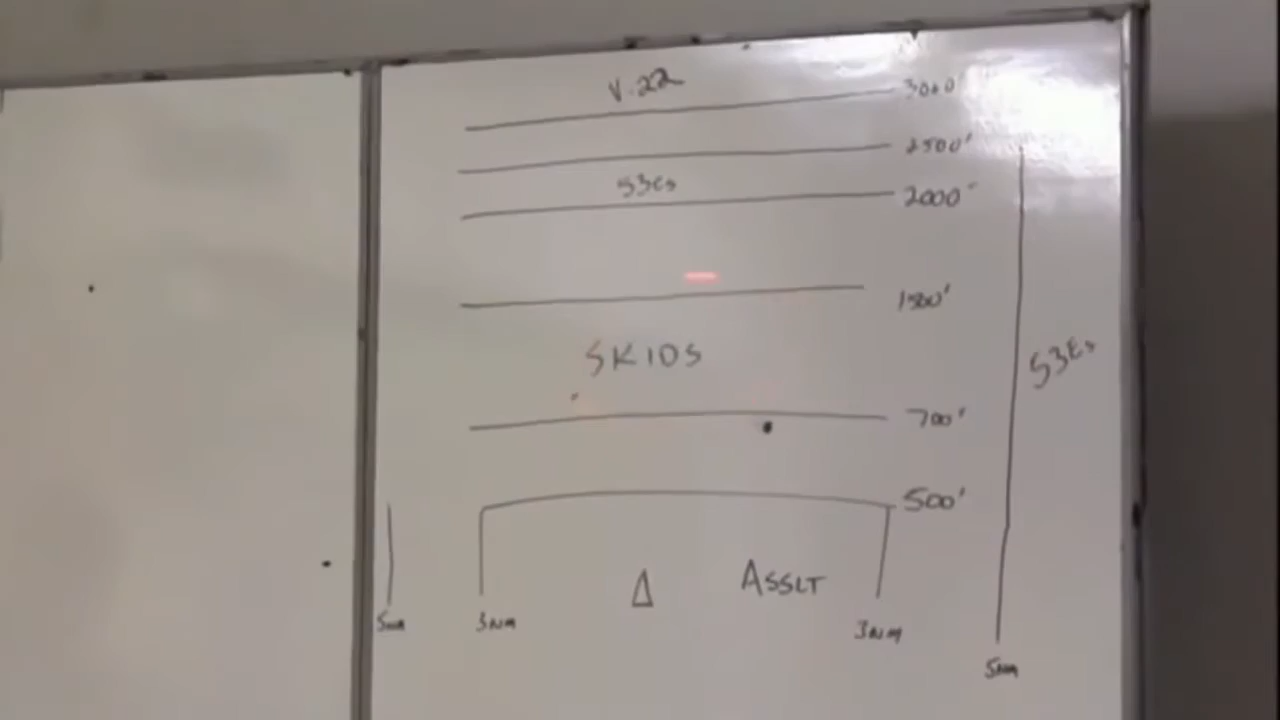 V.22
3000'
2500'
53Es
2000'
1500'
SKIDS
53Es
700'
500'
Δ ASSLT
5NM 3NM 3NM
5NM